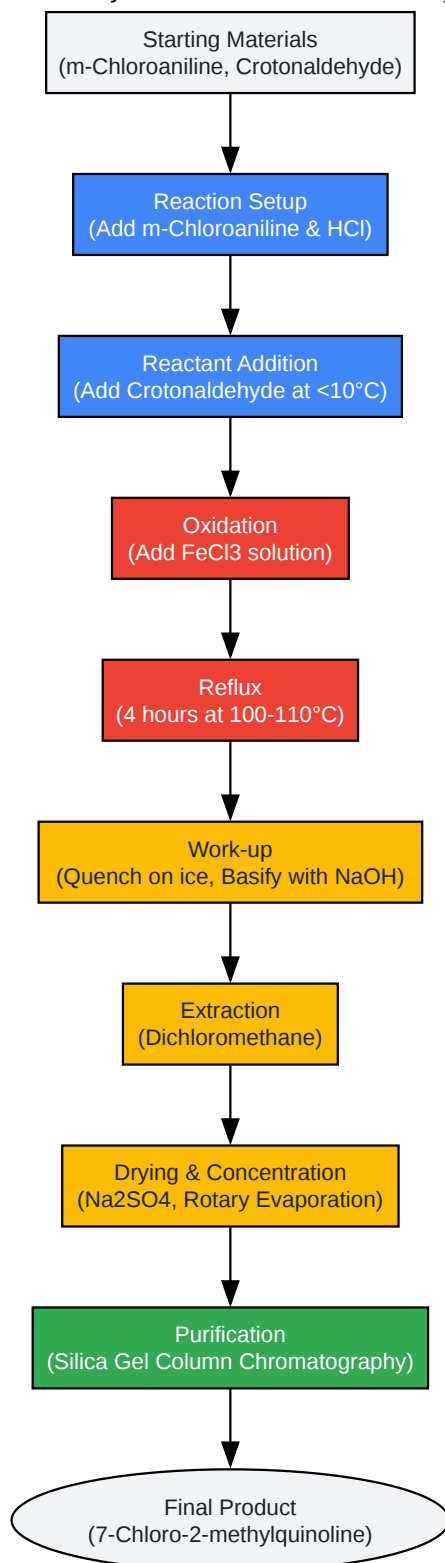 Starting Materials
(m-Chloroaniline, Crotonaldehyde)
Reaction Setup
(Add m-Chloroaniline & HCl)
Reactant Addition
(Add Crotonaldehyde at <10°C)
Oxidation
(Add FeCl3 solution)
Reflux
(4 hours at 100-110°C)
Work-up
(Quench on ice, Basify with NaOH)
Extraction
(Dichloromethane)
Drying & Concentration
(Na2SO4, Rotary Evaporation)
Purification
(Silica Gel Column Chromatography)
Final Product
(7-Chloro-2-methylquinoline)